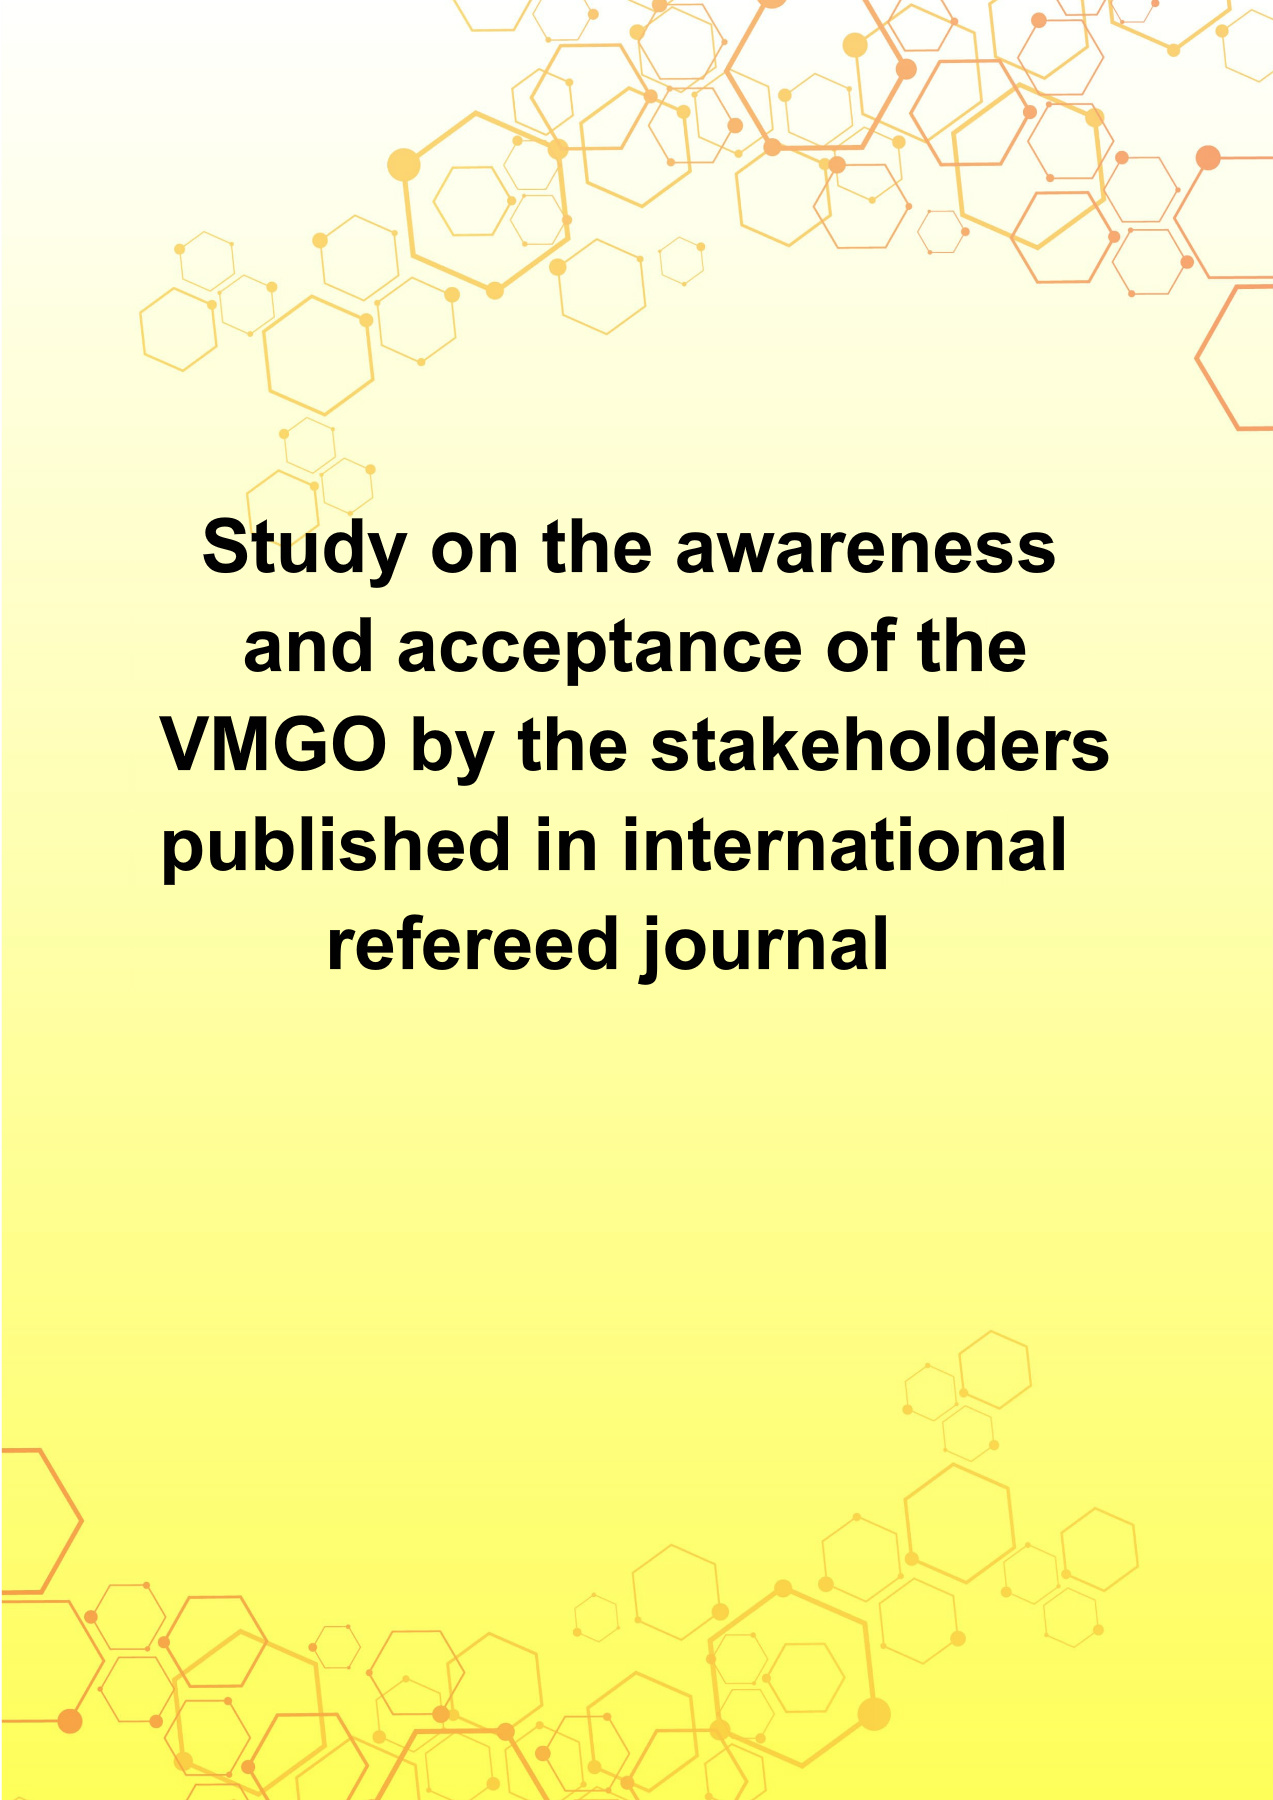 Study on the awareness
and acceptance of the
VMGO by the stakeholders
published in international
refereed journal